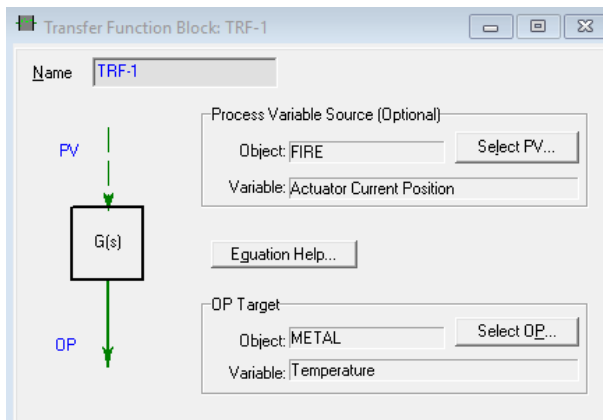 Transfer Function Block: TRF-1
Name TRF-1
Process Variable Source (Optional)
PV
Object: FIRE Select PV...
Variable: Actuator Current Position
G(s)
Equation Help...
OP Target
OP
Object: METAL Select OP...
Variable: Temperature